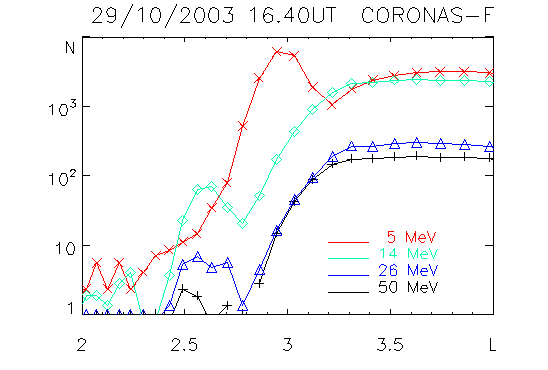 29/10/2003 16.40UT CORONAS-F
N
10³
10²
10
1
5 MeV
14 MeV
26 MeV
50 MeV
2 2.5 3 3.5 L